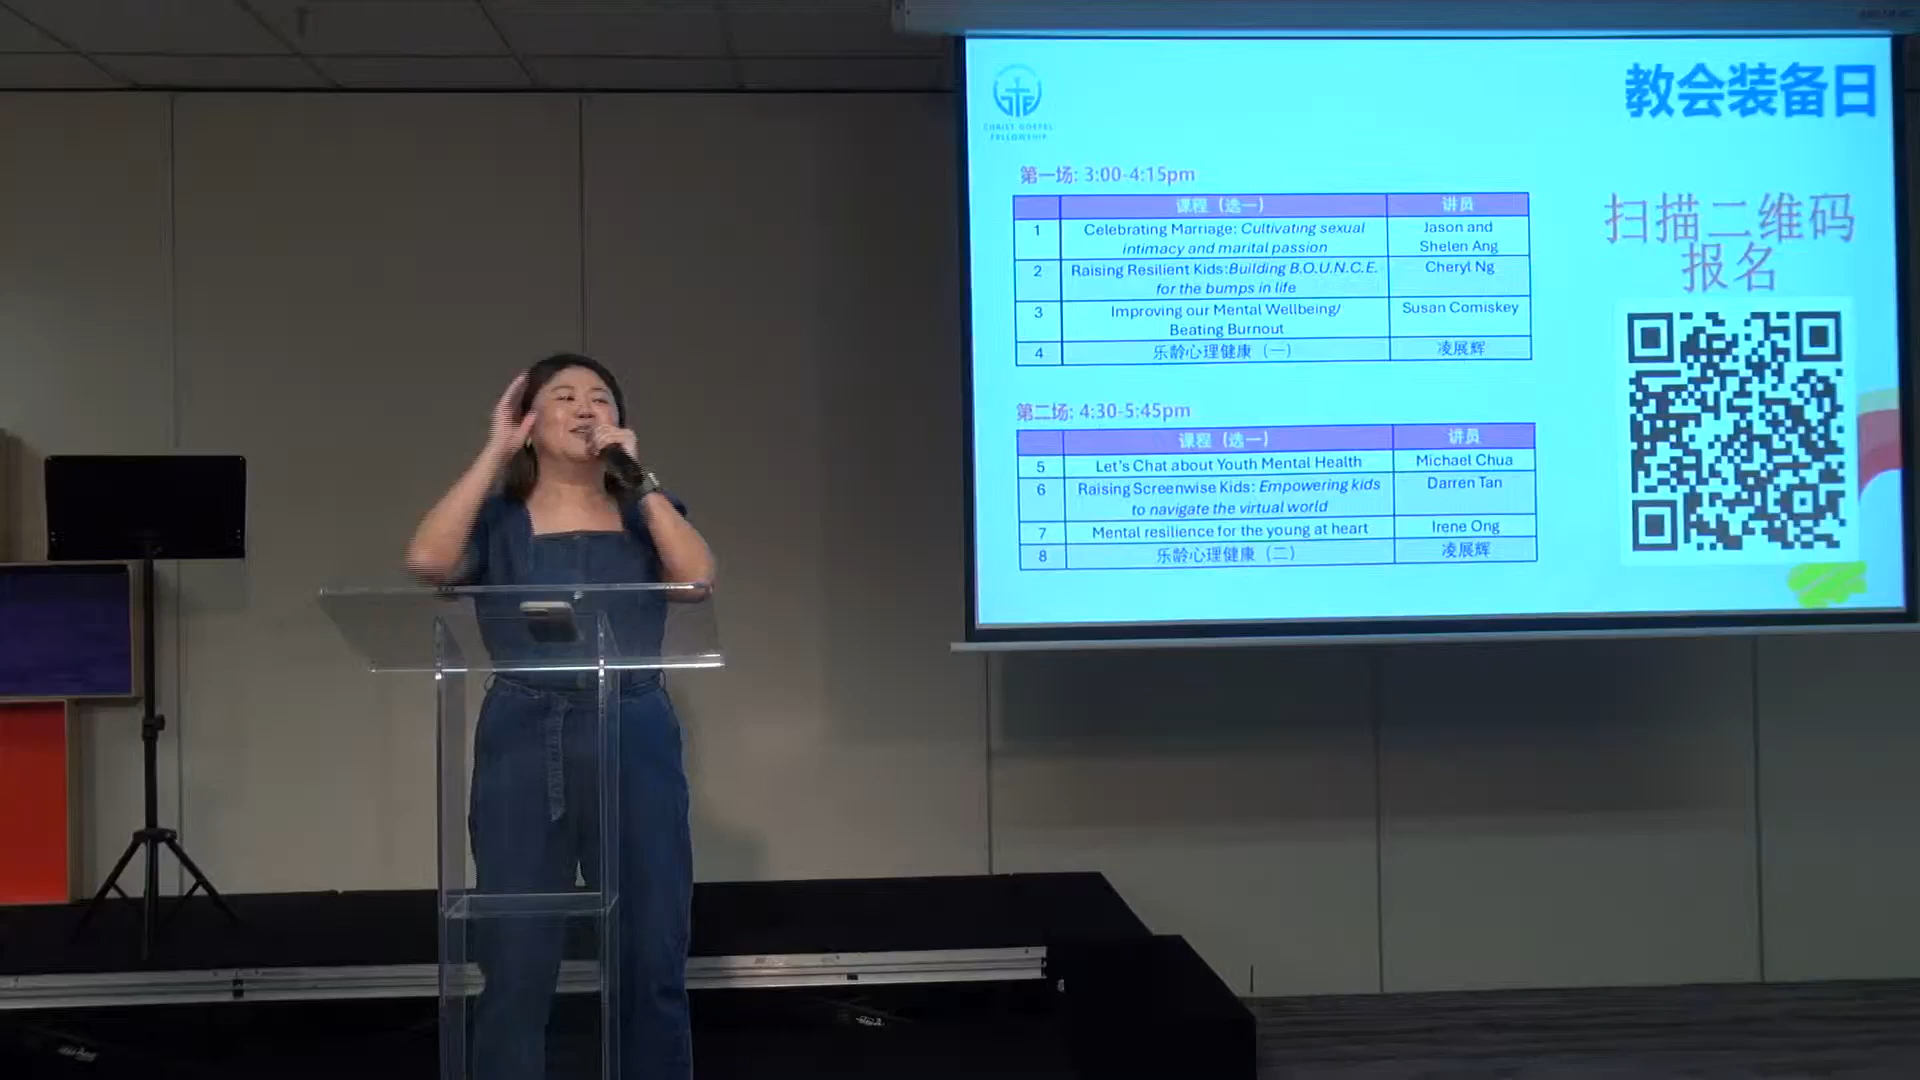 CHRIST GOSPEL
FELLOWSHIP
教会装备日
第一场: 3:00-4:15pm
课程（选一） 讲员
1 Celebrating Marriage: Cultivating sexual
intimacy and marital passion
Jason and
Shelen Ang
2 Raising Resilient Kids:Building B.O.U.N.C.E.
for the bumps in life
Cheryl Ng
3 Improving our Mental Wellbeing/
Beating Burnout
Susan Comiskey
4 乐龄心理健康（一） 凌展辉
第二场: 4:30-5:45pm
课程（选一） 讲员
5 Let's Chat about Youth Mental Health Michael Chua
6 Raising Screenwise Kids: Empowering kids
to navigate the virtual world
Darren Tan
7 Mental resilience for the young at heart Irene Ong
8 乐龄心理健康（二） 凌展辉
扫描二维码
报名